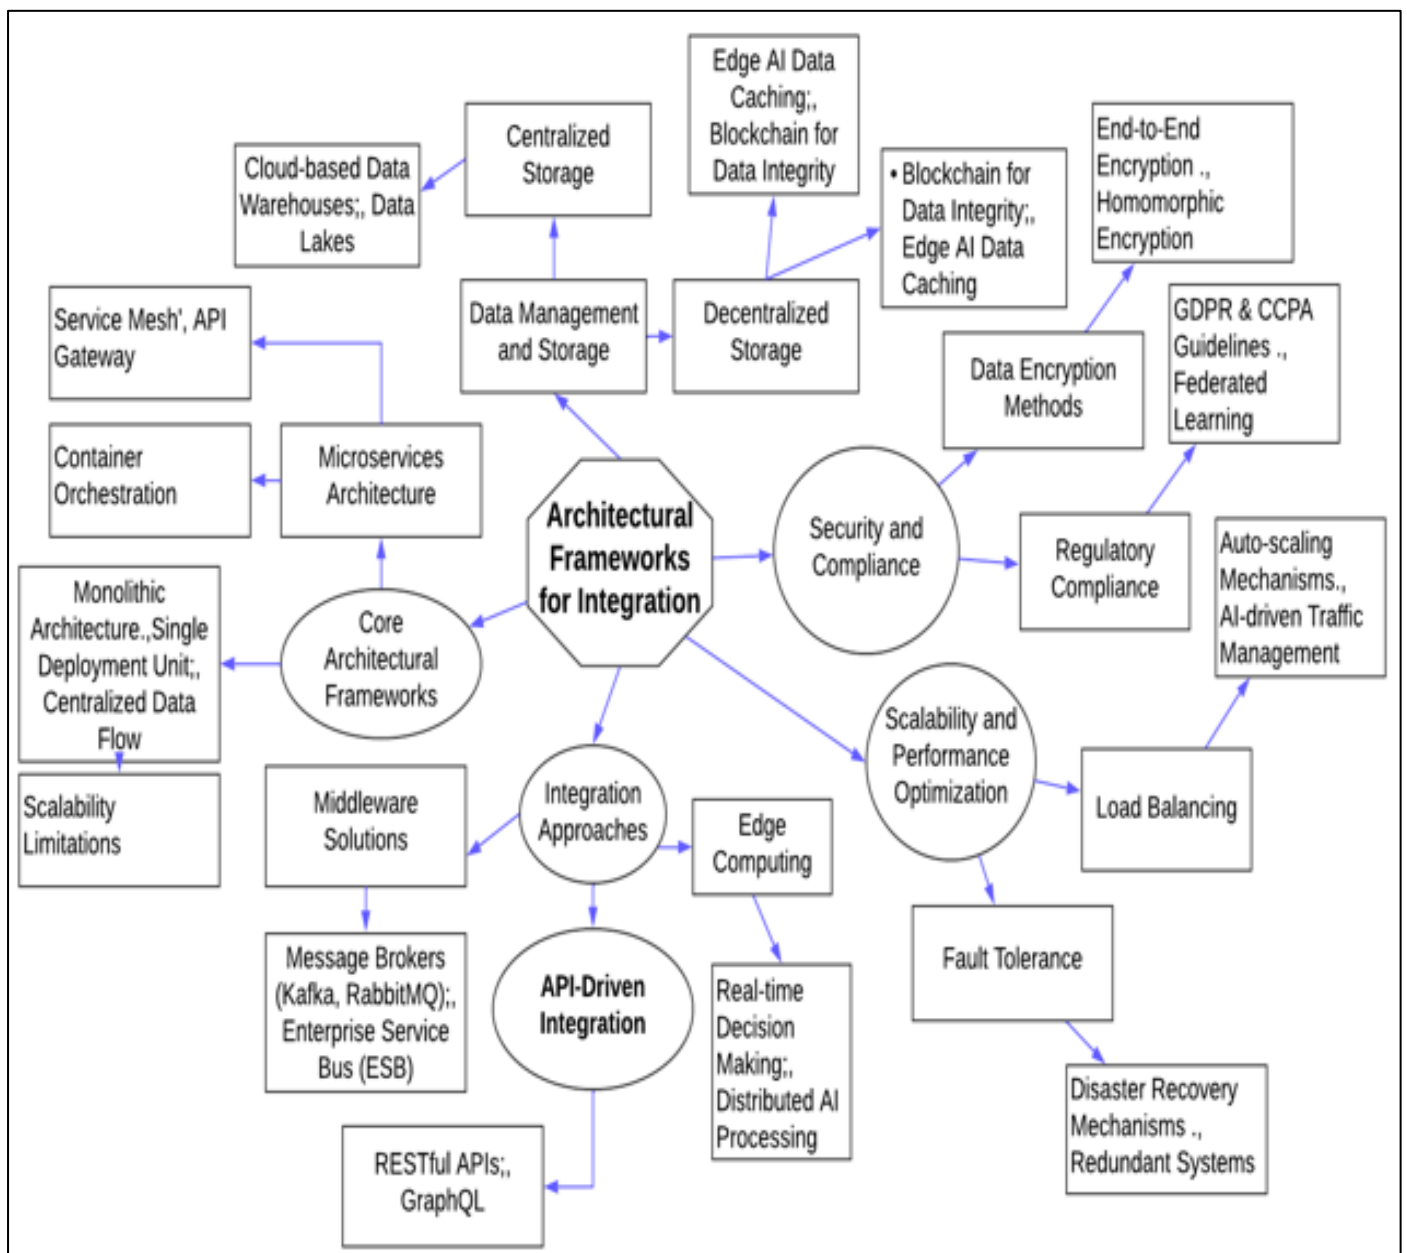 Edge AI Data
Caching;,
Blockchain for
Data Integrity
Centralized
Storage
End-to-End
Encryption .,
Homomorphic
Encryption
Cloud-based Data
Warehouses;, Data
Lakes
• Blockchain for
Data Integrity;,
Edge AI Data
Caching
Service Mesh', API
Gateway
Data Management
and Storage
Decentralized
Storage
GDPR & CCPA
Guidelines .,
Federated
Learning
Data Encryption
Methods
Container
Orchestration
Microservices
Architecture
Architectural
Frameworks
for Integration
Security and
Compliance
Regulatory
Compliance
Auto-scaling
Mechanisms.,
AI-driven Traffic
Management
Monolithic
Architecture.,Single
Deployment Unit;,
Centralized Data
Flow
Core
Architectural
Frameworks
Scalability and
Performance
Optimization
Load Balancing
Scalability
Limitations
Middleware
Solutions
Integration
Approaches
Edge
Computing
Fault Tolerance
Message Brokers
(Kafka, RabbitMQ);,
Enterprise Service
Bus (ESB)
API-Driven
Integration
Real-time
Decision
Making;,
Distributed AI
Processing
Disaster Recovery
Mechanisms .,
Redundant Systems
RESTful APIs;,
GraphQL